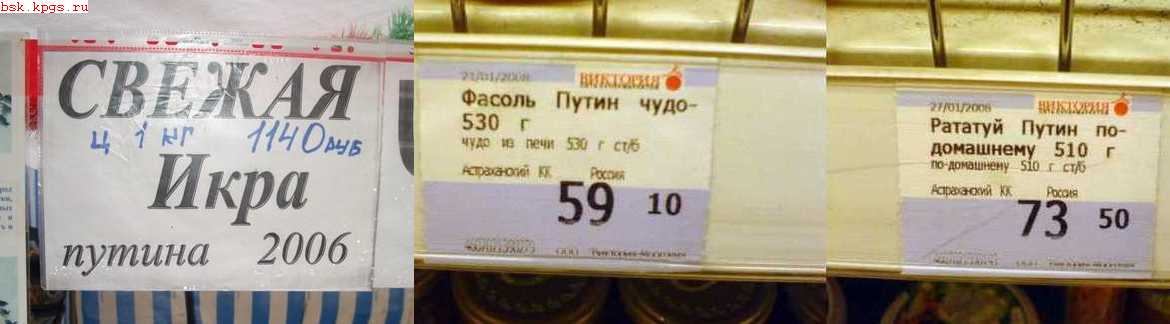 bsk.kpgs.ru
СВЕЖАЯ
ц 1 кг 1140 руб
Икра
путина 2006
21/01/2008 ВИКТОРИЯ
Фасоль Путин чудо-
530 г
чудо из печи 530 г ст/б
Астраханский КК Россия
59 10
ООО
27/01/2008 ВИКТОРИЯ
Рататуй Путин по-
домашнему 510 г
по-домашнему 510 г ст/б
Астраханский КК Россия
73 50
ООО